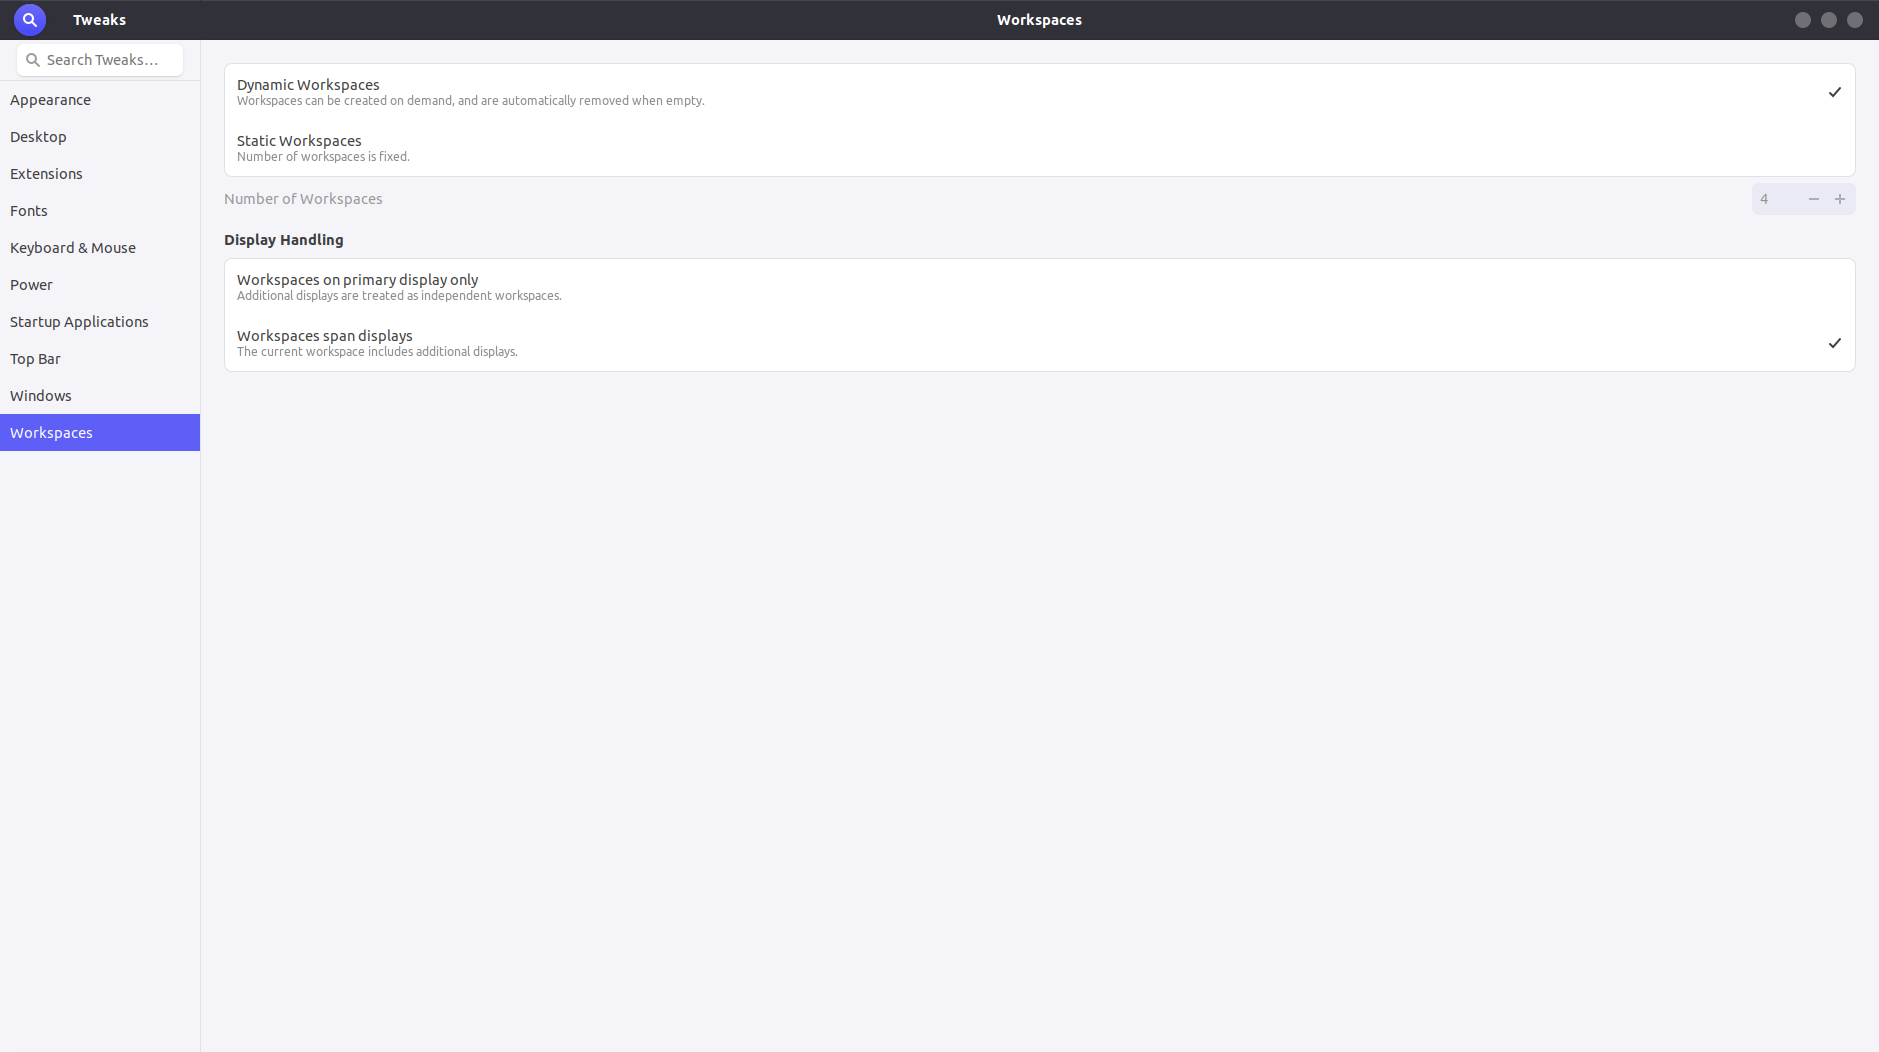 Tweaks
Workspaces
Search Tweaks...
Appearance
Desktop
Extensions
Fonts
Keyboard & Mouse
Power
Startup Applications
Top Bar
Windows
Workspaces
Dynamic Workspaces
Workspaces can be created on demand, and are automatically removed when empty.
Static Workspaces
Number of workspaces is fixed.
Number of Workspaces
4
Display Handling
Workspaces on primary display only
Additional displays are treated as independent workspaces.
Workspaces span displays
The current workspace includes additional displays.